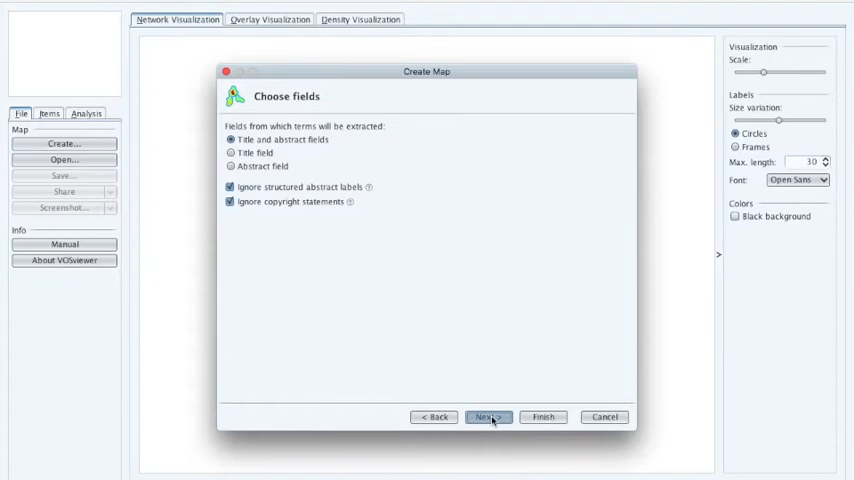 Network Visualization Overlay Visualization Density Visualization
Create Map
Choose fields
Fields from which terms will be extracted:
Title and abstract fields
Title field
Abstract field
Ignore structured abstract labels ?
Ignore copyright statements ?
< Back Next > Finish Cancel
File Items Analysis
Map
Create...
Open...
Save...
Share
Screenshot...
Info
Manual
About VOSviewer
Visualization
Scale:
Labels
Size variation:
Circles
Frames
Max. length: 30
Font: Open Sans
Colors
Black background
>